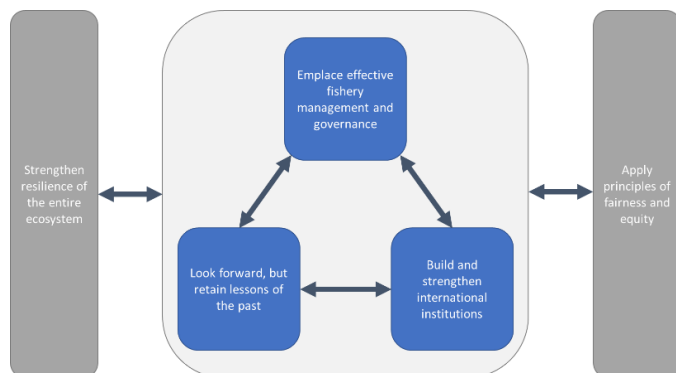 Emplace effective
fishery
management and
governance
Strengthen
resilience of
the entire
ecosystem
Apply
principles of
fairness and
equity
Look forward, but
retain lessons of
the past
Build and
strengthen
international
institutions